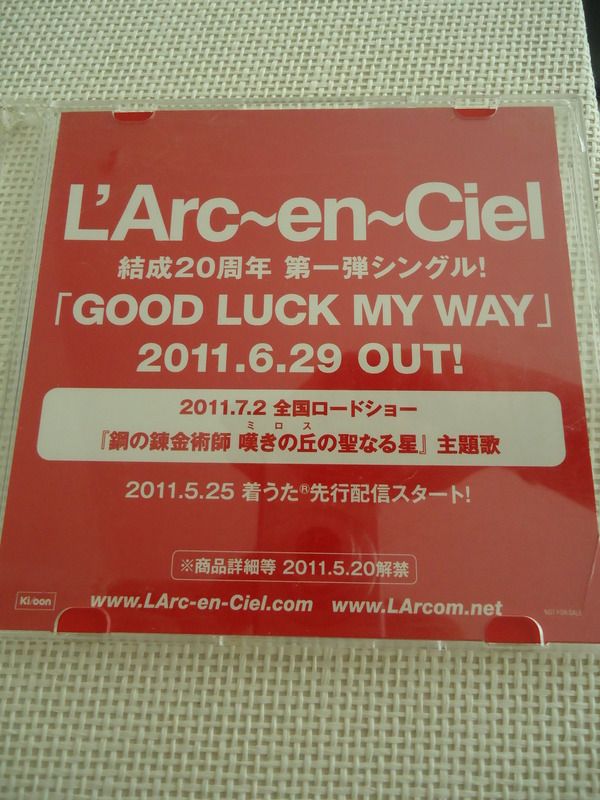 L'Arc~en~Ciel
結成20周年 第一弾シングル!
「GOOD LUCK MY WAY」
2011.6.29 OUT!
2011.7.2 全国ロードショー
ミロス
『鋼の錬金術師 嘆きの丘の聖なる星』 主題歌
2011.5.25 着うた®先行配信スタート!
※商品詳細等 2011.5.20解禁
Ki/oon www.LArc-en-Ciel.com www.LArcom.net NOT FOR SALE